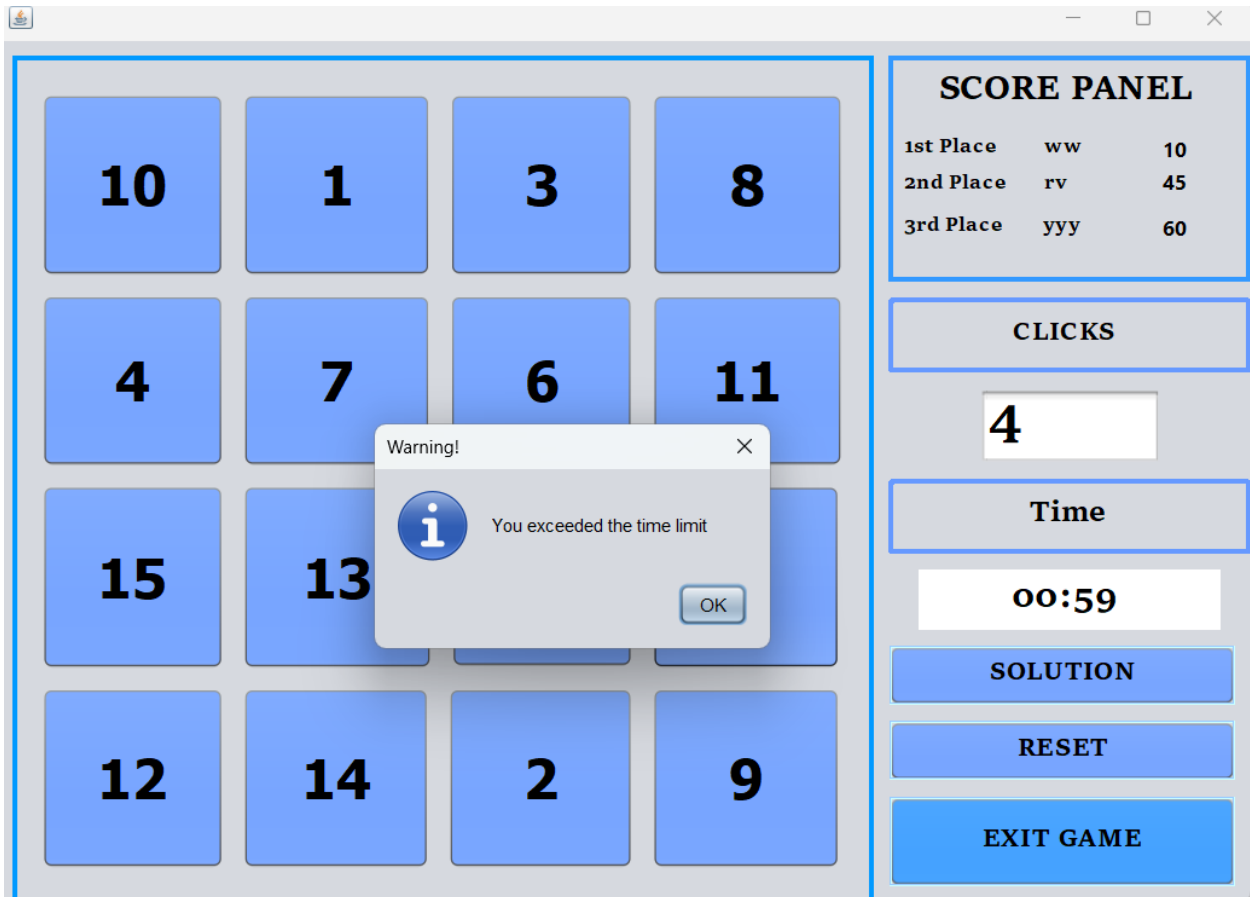 SCORE PANEL
1st Place ww 10
2nd Place rv 45
3rd Place yyy 60
10 1 3 8
4 7 6 11
15 13
12 14 2 9
Warning!
You exceeded the time limit
OK
CLICKS
4
Time
00:59
SOLUTION
RESET
EXIT GAME